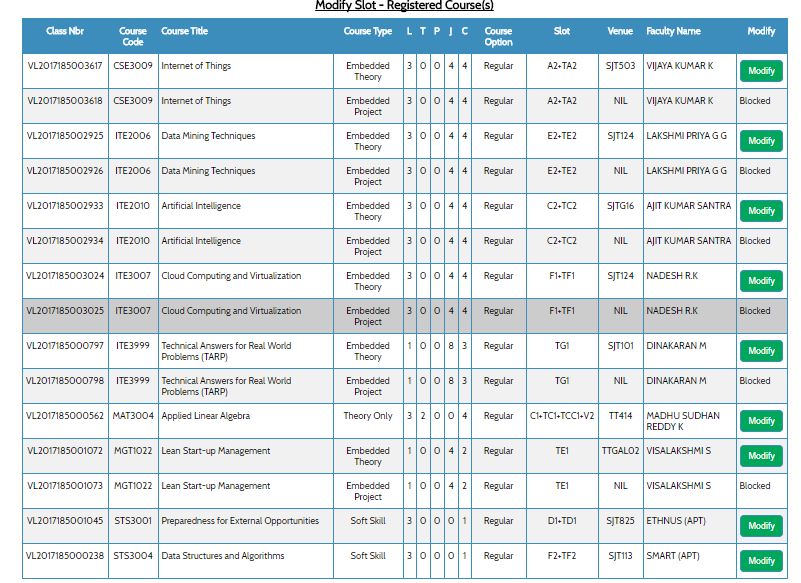 Modify Slot - Registered Course(s)
Class Nbr Course Code Course Title Course Type L T P J C Course Option Slot Venue Faculty Name Modify
VL2017185003617 CSE3009 Internet of Things Embedded Theory 3 0 0 4 4 Regular A2+TA2 SJT503 VIJAYA KUMAR K Modify
VL2017185003618 CSE3009 Internet of Things Embedded Project 3 0 0 4 4 Regular A2+TA2 NIL VIJAYA KUMAR K Blocked
VL2017185002925 ITE2006 Data Mining Techniques Embedded Theory 3 0 0 4 4 Regular E2+TE2 SJT124 LAKSHMI PRIYA G G Modify
VL2017185002926 ITE2006 Data Mining Techniques Embedded Project 3 0 0 4 4 Regular E2+TE2 NIL LAKSHMI PRIYA G G Blocked
VL2017185002933 ITE2010 Artificial Intelligence Embedded Theory 3 0 0 4 4 Regular C2+TC2 SJTG16 AJIT KUMAR SANTRA Modify
VL2017185002934 ITE2010 Artificial Intelligence Embedded Project 3 0 0 4 4 Regular C2+TC2 NIL AJIT KUMAR SANTRA Blocked
VL2017185003024 ITE3007 Cloud Computing and Virtualization Embedded Theory 3 0 0 4 4 Regular F1+TF1 SJT124 NADESH R.K Modify
VL2017185003025 ITE3007 Cloud Computing and Virtualization Embedded Project 3 0 0 4 4 Regular F1+TF1 NIL NADESH R.K Blocked
VL2017185000797 ITE3999 Technical Answers for Real World Problems (TARP) Embedded Theory 1 0 0 8 3 Regular TG1 SJT101 DINAKARAN M Modify
VL2017185000798 ITE3999 Technical Answers for Real World Problems (TARP) Embedded Project 1 0 0 8 3 Regular TG1 NIL DINAKARAN M Blocked
VL2017185000562 MAT3004 Applied Linear Algebra Theory Only 3 2 0 0 4 Regular C1+TC1+TCC1+V2 TT414 MADHU SUDHAN REDDY K Modify
VL2017185001072 MGT1022 Lean Start-up Management Embedded Theory 1 0 0 4 2 Regular TE1 TTGAL02 VISALAKSHMI S Modify
VL2017185001073 MGT1022 Lean Start-up Management Embedded Project 1 0 0 4 2 Regular TE1 NIL VISALAKSHMI S Blocked
VL2017185001045 STS3001 Preparedness for External Opportunities Soft Skill 3 0 0 0 1 Regular D1+TD1 SJT825 ETHNUS (APT) Modify
VL2017185000238 STS3004 Data Structures and Algorithms Soft Skill 3 0 0 0 1 Regular F2+TF2 SJT113 SMART (APT) Modify